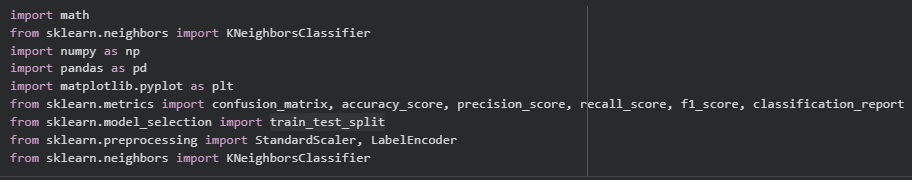 import math
from sklearn.neighbors import KNeighborsClassifier
import numpy as np
import pandas as pd
import matplotlib.pyplot as plt
from sklearn.metrics import confusion_matrix, accuracy_score, precision_score, recall_score, f1_score, classification_report
from sklearn.model_selection import train_test_split
from sklearn.preprocessing import StandardScaler, LabelEncoder
from sklearn.neighbors import KNeighborsClassifier